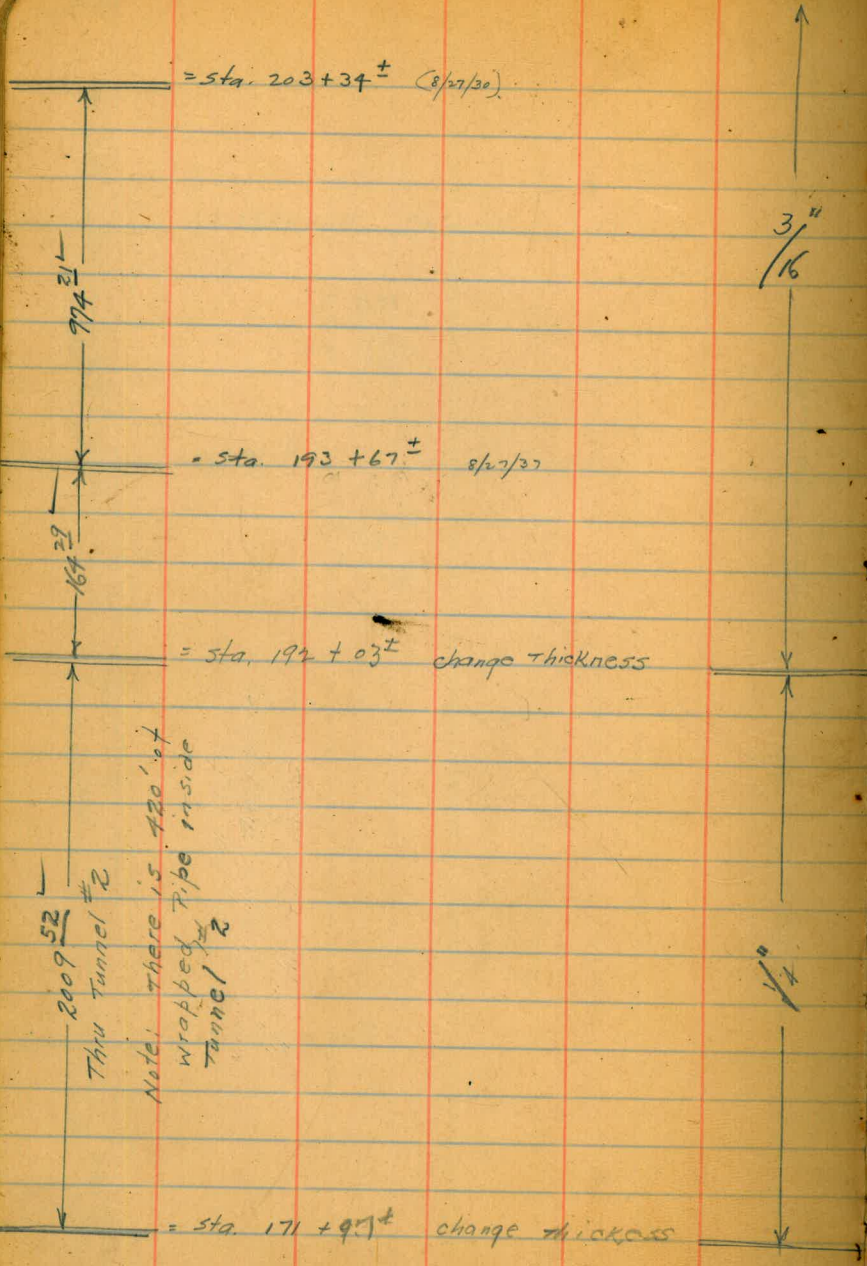 = sta. 203+34± (8/27/30)
974 21
3/16"
= sta. 193 +67± 8/27/37
164 29
= sta. 192 + 03± change Thickness
2009 52
Thru Tunnel #2
Note: There is 420' of
wrapped Pipe inside
Tunnel #2
1/4"
= sta. 171 + 97± change thickess